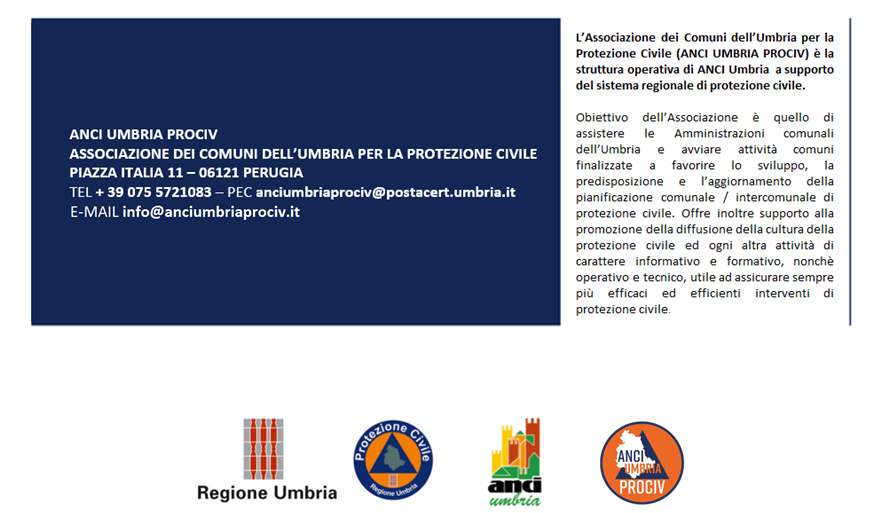 ANCI UMBRIA PROCIV
ASSOCIAZIONE DEI COMUNI DELL’UMBRIA PER LA PROTEZIONE CIVILE
PIAZZA ITALIA 11 – 06121 PERUGIA
TEL + 39 075 5721083 – PEC anciumbriaprociv@postacert.umbria.it
E-MAIL info@anciumbriaprociv.it
L’Associazione dei Comuni dell’Umbria per la
Protezione Civile (ANCI UMBRIA PROCIV) è la
struttura operativa di ANCI Umbria a supporto
del sistema regionale di protezione civile.
Obiettivo dell’Associazione è quello di
assistere le Amministrazioni comunali
dell’Umbria e avviare attività comuni
finalizzate a favorire lo sviluppo, la
predisposizione e l’aggiornamento della
pianificazione comunale / intercomunale di
protezione civile. Offre inoltre supporto alla
promozione della diffusione della cultura della
protezione civile ed ogni altra attività di
carattere informativo e formativo, nonchè
operativo e tecnico, utile ad assicurare sempre
più efficaci ed efficienti interventi di
protezione civile.
Regione Umbria
Protezione Civile
Regione Umbria
anci
umbria
ANCI
UMBRIA
PROCIV